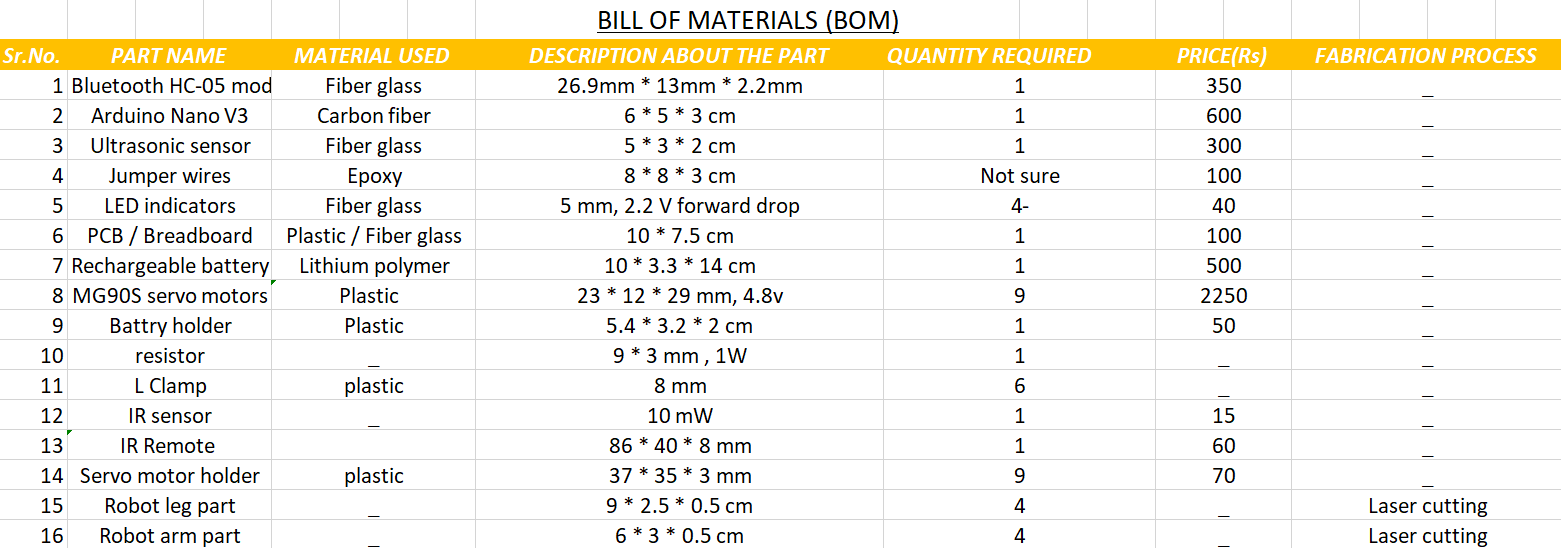 BILL OF MATERIALS (BOM)
Sr.No. PART NAME MATERIAL USED DESCRIPTION ABOUT THE PART QUANTITY REQUIRED PRICE(Rs) FABRICATION PROCESS
1 Bluetooth HC-05 mod Fiber glass 26.9mm * 13mm * 2.2mm 1 350 _
2 Arduino Nano V3 Carbon fiber 6 * 5 * 3 cm 1 600 _
3 Ultrasonic sensor Fiber glass 5 * 3 * 2 cm 1 300 _
4 Jumper wires Epoxy 8 * 8 * 3 cm Not sure 100 _
5 LED indicators Fiber glass 5 mm, 2.2 V forward drop 4- 40 _
6 PCB / Breadboard Plastic / Fiber glass 10 * 7.5 cm 1 100 _
7 Rechargeable battery Lithium polymer 10 * 3.3 * 14 cm 1 500 _
8 MG90S servo motors Plastic 23 * 12 * 29 mm, 4.8v 9 2250 _
9 Battry holder Plastic 5.4 * 3.2 * 2 cm 1 50 _
10 resistor _ 9 * 3 mm , 1W 1 _ _
11 L Clamp plastic 8 mm 6 _ _
12 IR sensor _ 10 mW 1 15 _
13 IR Remote 86 * 40 * 8 mm 1 60 _
14 Servo motor holder plastic 37 * 35 * 3 mm 9 70 _
15 Robot leg part _ 9 * 2.5 * 0.5 cm 4 _ Laser cutting
16 Robot arm part _ 6 * 3 * 0.5 cm 4 _ Laser cutting